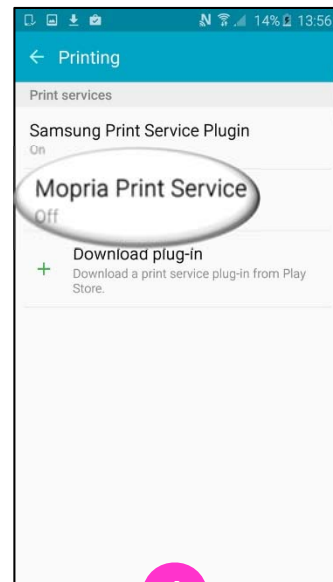 14% 13:56
Printing
Print services
Samsung Print Service Plugin
On
Mopria Print Service
Off
Download plug-in
Download a print service plug-in from Play
Store.